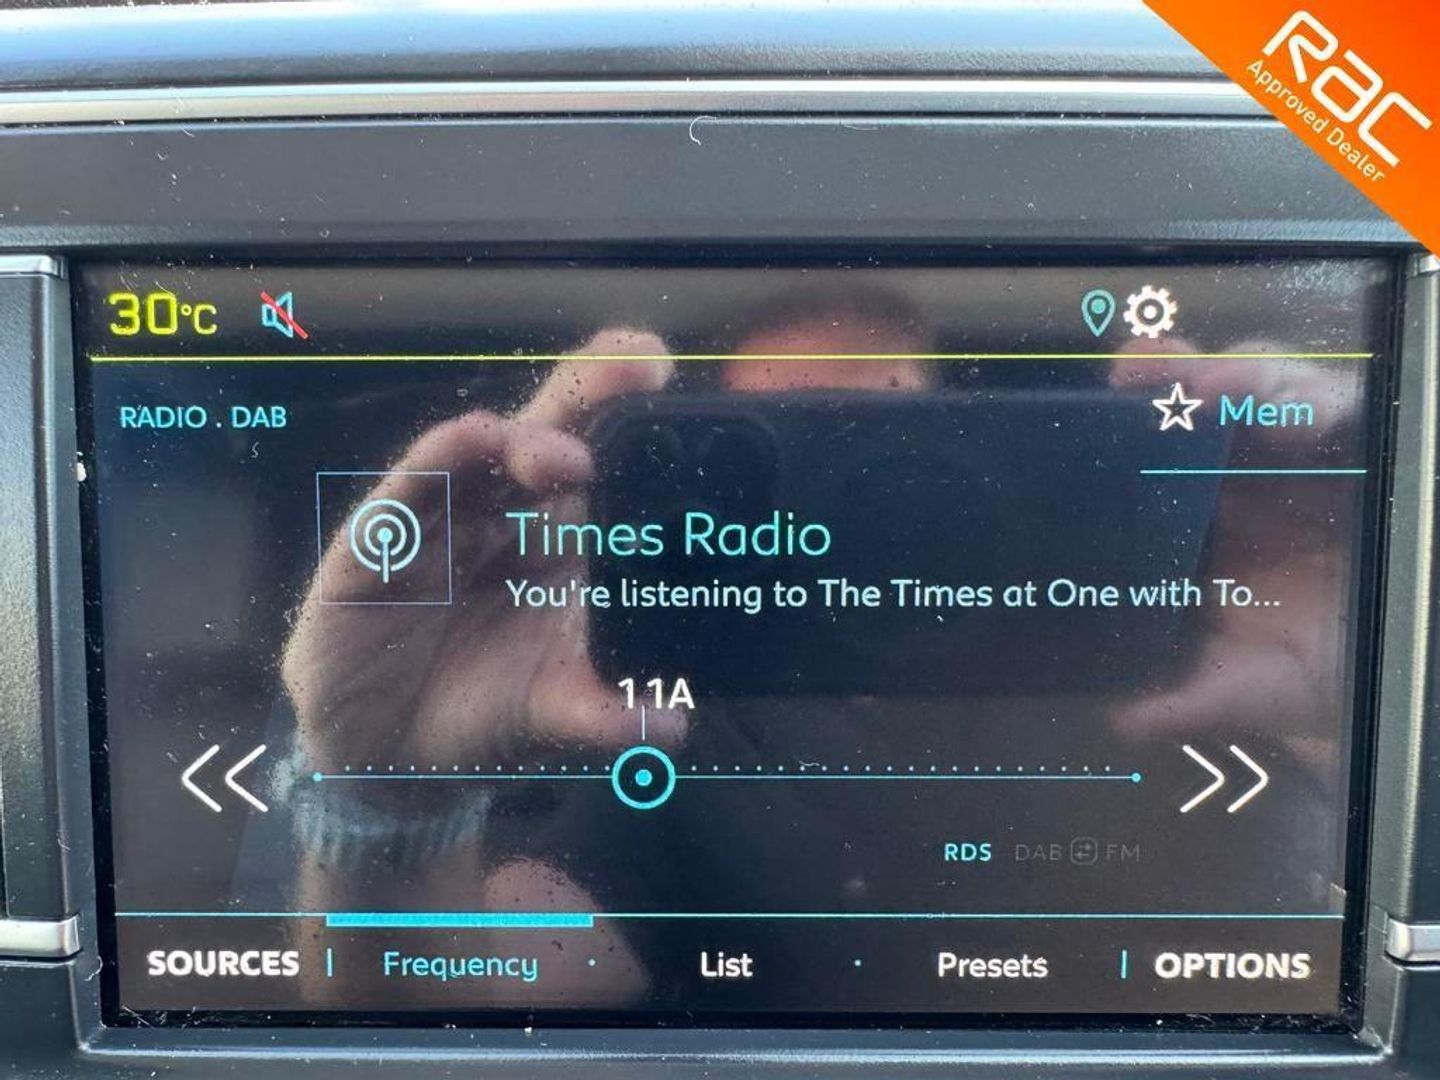 RAC
Approved Dealer
30°C
RADIO . DAB
Mem
Times Radio
You're listening to The Times at One with To...
11A
RDS DAB FM
SOURCES Frequency List Presets OPTIONS